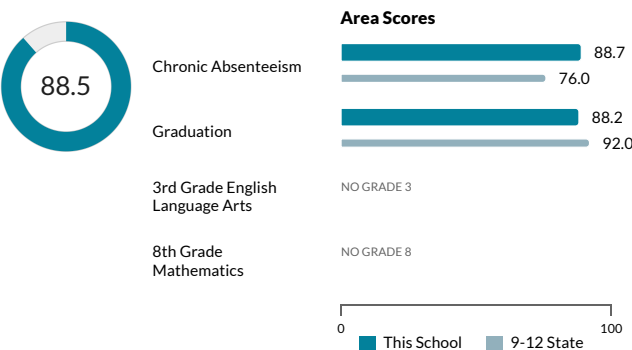 Area Scores
88.5
Chronic Absenteeism
88.7
76.0
Graduation
88.2
92.0
3rd Grade English
Language Arts
NO GRADE 3
8th Grade
Mathematics
NO GRADE 8
0
100
This School
9-12 State